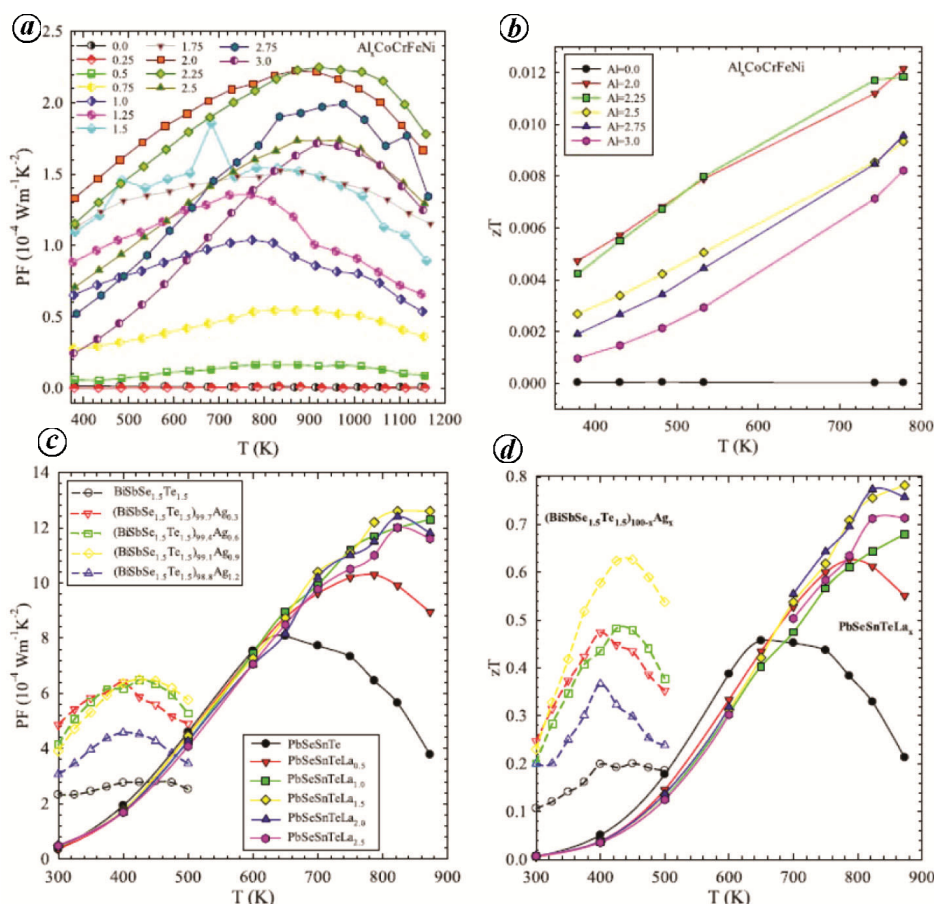 a
AlₓCoCrFeNi
0.0
0.25
0.5
0.75
1.0
1.25
1.5
1.75
2.0
2.25
2.5
2.75
3.0
PF (10⁻⁴ Wm⁻¹K⁻²)
2.5
2.0
1.5
1.0
0.5
0.0
400 500 600 700 800 900 1000 1100 1200
T (K)
b
AlₓCoCrFeNi
Al=0.0
Al=2.0
Al=2.25
Al=2.5
Al=2.75
Al=3.0
zT
0.012
0.010
0.008
0.006
0.004
0.002
0.000
400 500 600 700 800
T (K)
c
BiSbSe₁.₅Te₁.₅
(BiSbSe₁.₅Te₁.₅)₉₉.₇Ag₀.₃
(BiSbSe₁.₅Te₁.₅)₉₉.₄Ag₀.₆
(BiSbSe₁.₅Te₁.₅)₉₉.₁Ag₀.₉
(BiSbSe₁.₅Te₁.₅)₉₈.₈Ag₁.₂
PF (10⁻⁴ Wm⁻¹K⁻²)
14
12
10
8
6
4
2
0
PbSeSnTe
PbSeSnTeLa₀.₅
PbSeSnTeLa₁.₀
PbSeSnTeLa₁.₅
PbSeSnTeLa₂.₀
PbSeSnTeLa₂.₅
300 400 500 600 700 800 900
T (K)
d
(BiSbSe₁.₅Te₁.₅)₁₀₀₋ₓAgₓ
PbSeSnTeLaₓ
zT
0.8
0.7
0.6
0.5
0.4
0.3
0.2
0.1
0.0
300 400 500 600 700 800 900
T (K)